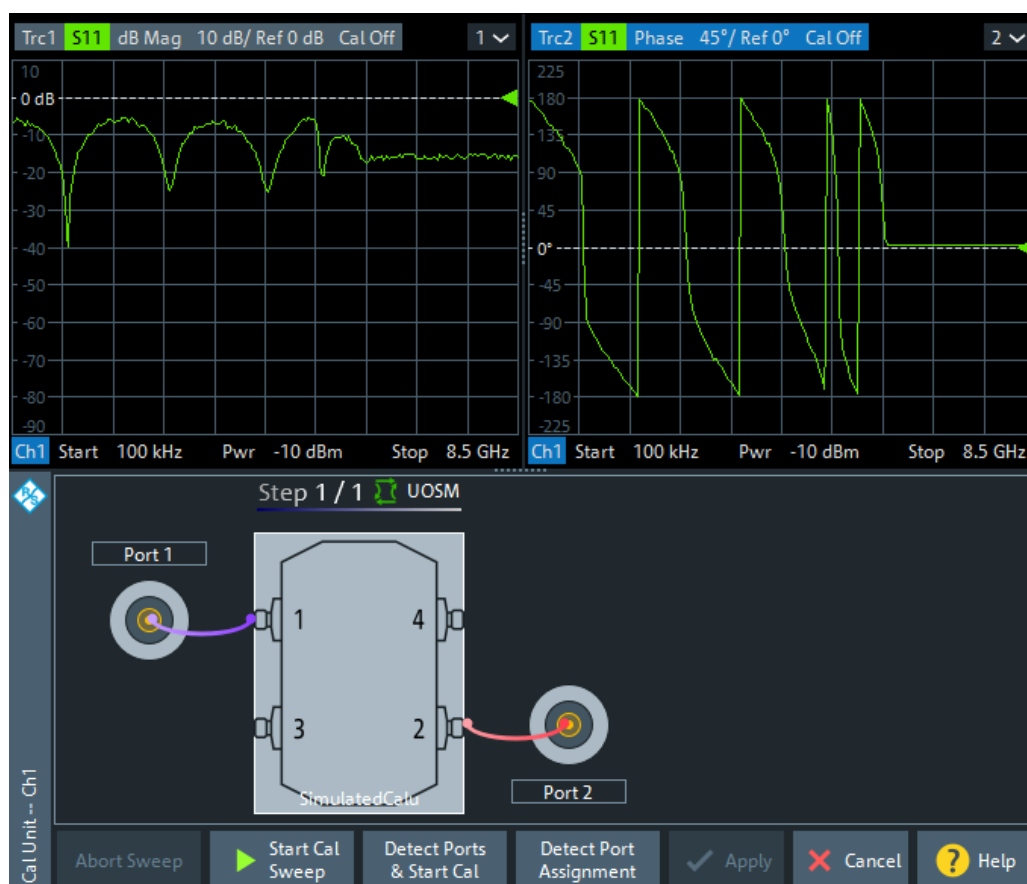 Trc1 S11 dB Mag 10 dB/ Ref 0 dB Cal Off 1
10
0 dB
-10
-20
-30
-40
-50
-60
-70
-80
-90
Ch1 Start 100 kHz Pwr -10 dBm Stop 8.5 GHz
Trc2 S11 Phase 45°/ Ref 0° Cal Off 2
225
180
135
90
45
0°
-45
-90
-135
-180
-225
Ch1 Start 100 kHz Pwr -10 dBm Stop 8.5 GHz
R&S
Step 1 / 1 UOSM
Port 1
1
4
3
2
SimulatedCalu
Port 2
Cal Unit -- Ch1
Abort Sweep
Start Cal
Sweep
Detect Ports
& Start Cal
Detect Port
Assignment
Apply
Cancel
? Help